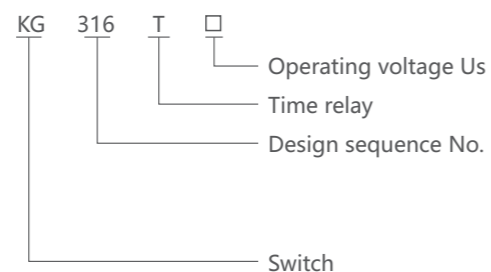 KG 316 T □
Operating voltage Us
Time relay
Design sequence No.
Switch